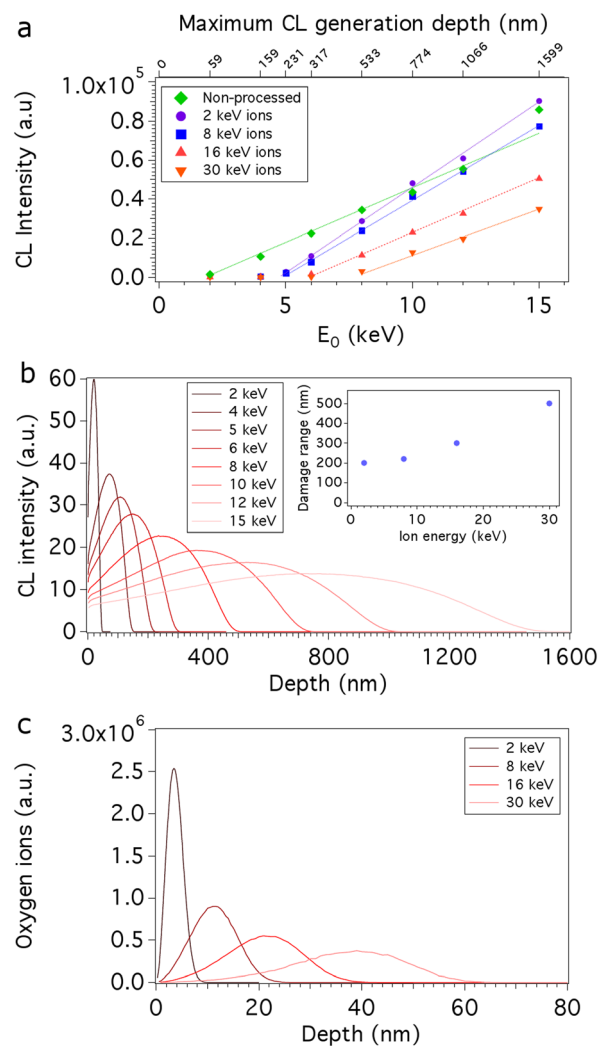 a
Maximum CL generation depth (nm)
0 59 159 231 317 533 774 1066 1599
CL Intensity (a.u)
1.0x10⁵
0.8
0.6
0.4
0.2
0.0
Non-processed
2 keV ions
8 keV ions
16 keV ions
30 keV ions
0 5 10 15
E₀ (keV)
b
CL intensity (a.u.)
60
50
40
30
20
10
0
2 keV
4 keV
5 keV
6 keV
8 keV
10 keV
12 keV
15 keV
Damage range (nm)
500
400
300
200
100
0
0 10 20 30
Ion energy (keV)
0 400 800 1200 1600
Depth (nm)
c
Oxygen ions (a.u.)
3.0x10⁶
2.5
2.0
1.5
1.0
0.5
0.0
2 keV
8 keV
16 keV
30 keV
0 20 40 60 80
Depth (nm)